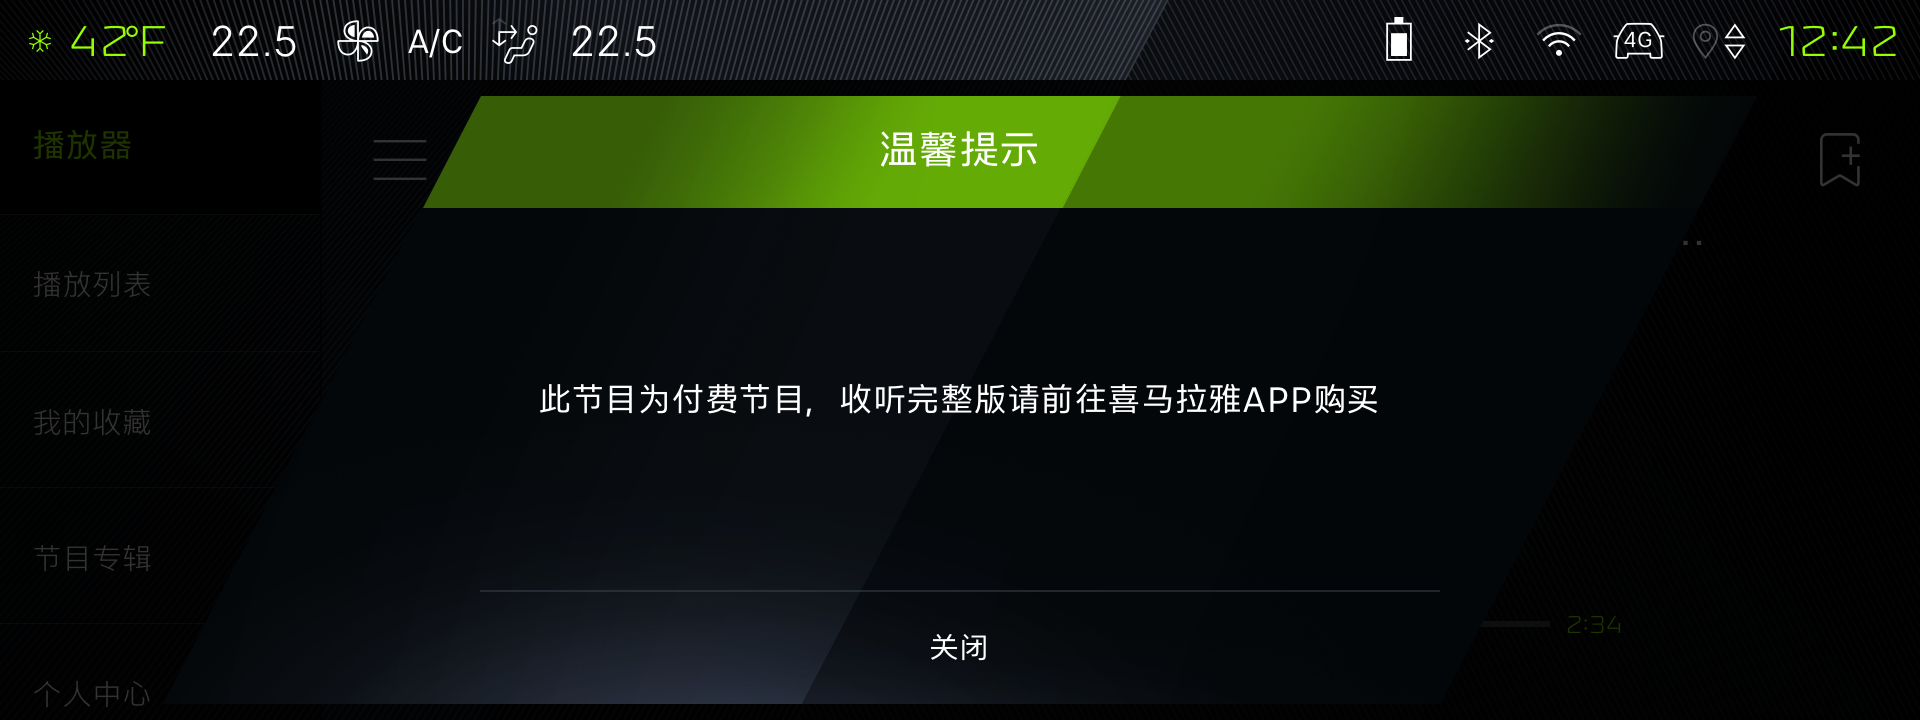 42°F 22.5 A/C 22.5 4G 12:42
播放器
温馨提示
播放列表
此节目为付费节目，收听完整版请前往喜马拉雅APP购买
我的收藏
节目专辑
2:34
关闭
个人中心